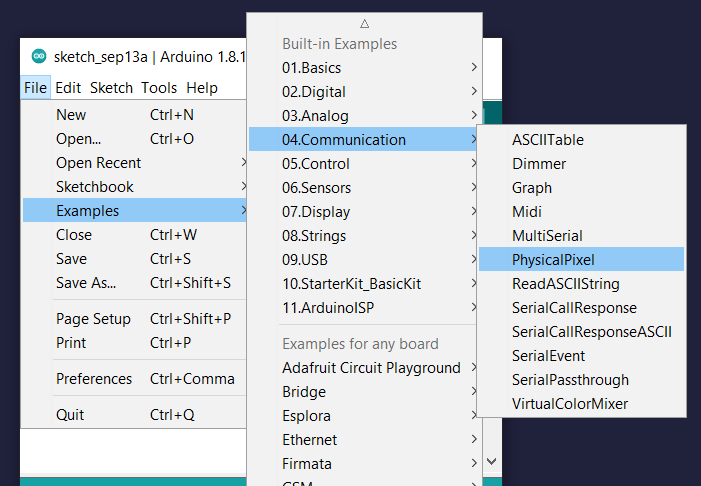 sketch_sep13a | Arduino 1.8.1
File Edit Sketch Tools Help
New Ctrl+N
Open... Ctrl+O
Open Recent
Sketchbook
Examples
Close Ctrl+W
Save Ctrl+S
Save As... Ctrl+Shift+S
Page Setup Ctrl+Shift+P
Print Ctrl+P
Preferences Ctrl+Comma
Quit Ctrl+Q
Built-in Examples
01.Basics
02.Digital
03.Analog
04.Communication
05.Control
06.Sensors
07.Display
08.Strings
09.USB
10.StarterKit_BasicKit
11.ArduinoISP
Examples for any board
Adafruit Circuit Playground
Bridge
Esplora
Ethernet
Firmata
GSM
ASCIITable
Dimmer
Graph
Midi
MultiSerial
PhysicalPixel
ReadASCIIString
SerialCallResponse
SerialCallResponseASCII
SerialEvent
SerialPassthrough
VirtualColorMixer